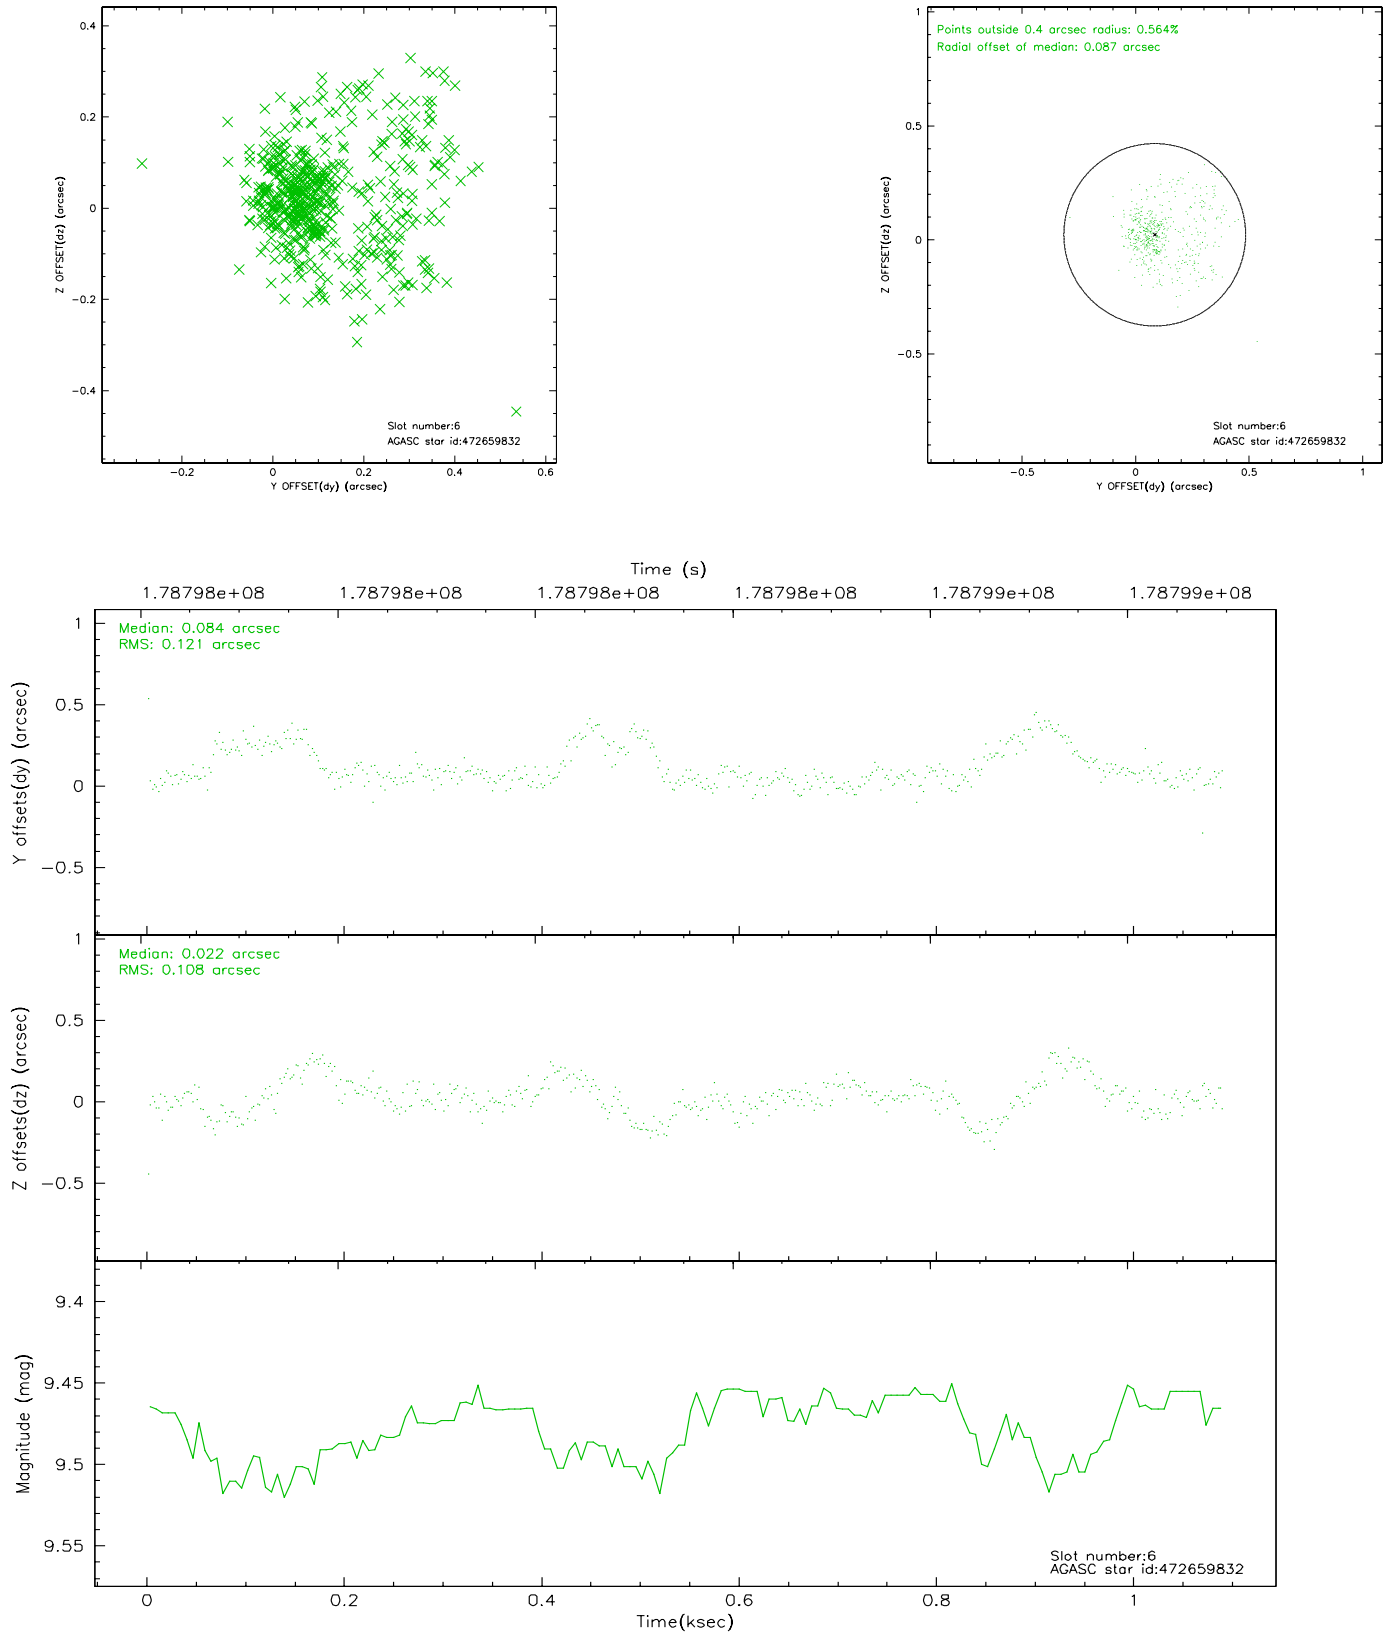 0.4
0.2
0
−0.2
−0.4
Z OFFSET(dz) (arcsec)
Slot number:6
AGASC star id:472659832
−0.2
0
0.2
0.4
0.6
Y OFFSET(dy) (arcsec)
Points outside 0.4 arcsec radius: 0.564%
Radial offset of median: 0.087 arcsec
1
0.5
0
−0.5
Z OFFSET(dz) (arcsec)
Slot number:6
AGASC star id:472659832
−0.5
0
0.5
1
Y OFFSET(dy) (arcsec)
Time (s)
1.78798e+08
1.78798e+08
1.78798e+08
1.78798e+08
1.78799e+08
1.78799e+08
Median: 0.084 arcsec
RMS: 0.121 arcsec
1
0.5
0
−0.5
Y offsets(dy) (arcsec)
Median: 0.022 arcsec
RMS: 0.108 arcsec
1
0.5
0
−0.5
Z offsets(dz) (arcsec)
9.4
9.45
9.5
9.55
Magnitude (mag)
Slot number:6
AGASC star id:472659832
0
0.2
0.4
0.6
0.8
1
Time(ksec)